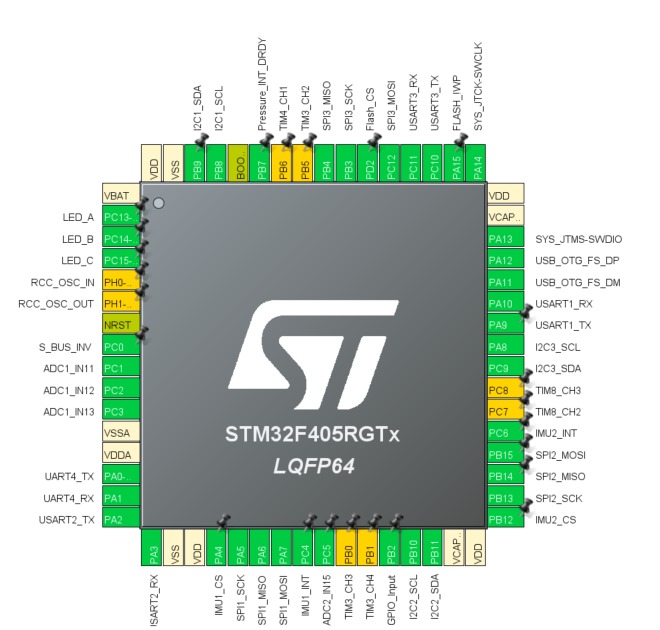 I2C1_SDA
I2C1_SCL
Pressure_INT_DRDY
TIM4_CH1
TIM3_CH2
SPI3_MISO
SPI3_SCK
Flash_CS
SPI3_MOSI
USART3_RX
USART3_TX
FLASH_IWP
SYS_JTCK-SWCLK
VDD
VSS
PB9
PB8
BOO..
PB7
PB6
PB5
PB4
PB3
PD2
PC12
PC11
PC10
PA15
PA14
VBAT
LED_A PC13-..
LED_B PC14-..
LED_C PC15-..
RCC_OSC_IN PH0-..
RCC_OSC_OUT PH1-..
NRST
S_BUS_INV PC0
ADC1_IN11 PC1
ADC1_IN12 PC2
ADC1_IN13 PC3
VSSA
VDDA
UART4_TX PA0-..
UART4_RX PA1
USART2_TX PA2
STM32F405RGTx
LQFP64
VDD
VCAP..
PA13 SYS_JTMS-SWDIO
PA12 USB_OTG_FS_DP
PA11 USB_OTG_FS_DM
PA10 USART1_RX
PA9 USART1_TX
PA8 I2C3_SCL
PC9 I2C3_SDA
PC8 TIM8_CH3
PC7 TIM8_CH2
PC6 IMU2_INT
PB15 SPI2_MOSI
PB14 SPI2_MISO
PB13 SPI2_SCK
PB12 IMU2_CS
PA3
VSS
VDD
PA4
PA5
PA6
PA7
PC4
PC5
PB0
PB1
PB2
PB10
PB11
VCAP..
VDD
USART2_RX
IMU1_CS
SPI1_SCK
SPI1_MISO
SPI1_MOSI
IMU1_INT
ADC2_IN15
TIM3_CH3
TIM3_CH4
GPIO_Input
I2C2_SCL
I2C2_SDA